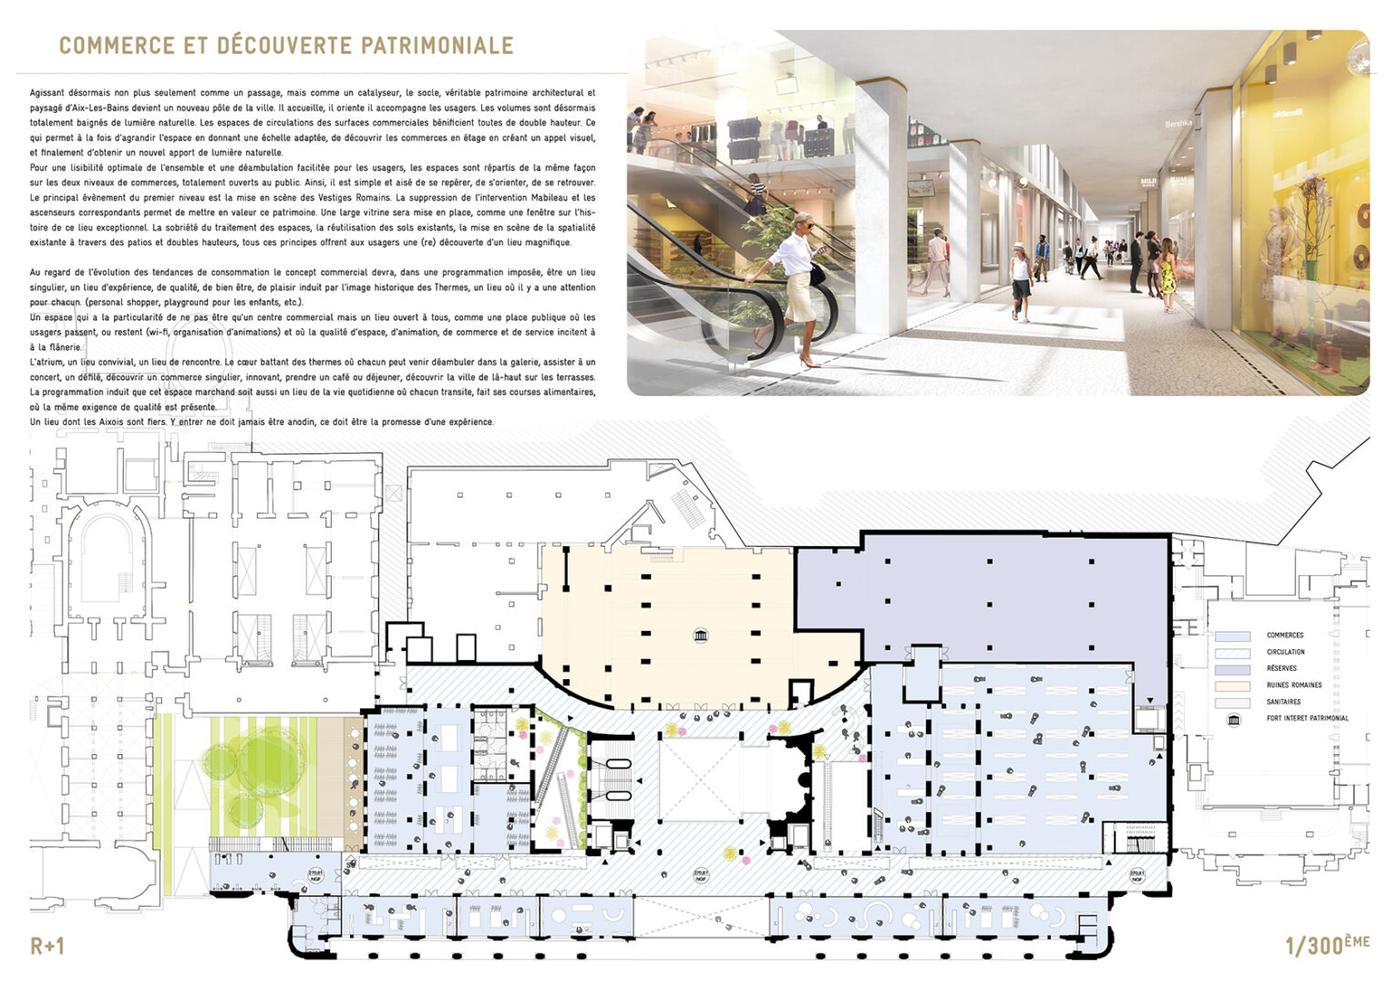 COMMERCE ET DÉCOUVERTE PATRIMONIALE
Agissant désormais non plus seulement comme un passage, mais comme un catalyseur, le socle, véritable patrimoine architectural et
paysagé d'Aix-Les-Bains devient un nouveau pôle de la ville. Il accueille, il oriente il accompagne les usagers. Les volumes sont désormais
totalement baignés de lumière naturelle. Les espaces de circulations des surfaces commerciales bénificient toutes de double hauteur. Ce
qui permet à la fois d'agrandir l'espace en donnant une échelle adaptée, de découvrir les commerces en étage en créant un appel visuel,
et finalement d'obtenir un nouvel apport de lumière naturelle.
Pour une lisibilité optimale de l'ensemble et une déambulation facilitée pour les usagers, les espaces sont répartis de la même façon
sur les deux niveaux de commerces, totalement ouverts au public. Ainsi, il est simple et aisé de se repérer, de s'orienter, de se retrouver.
Le principal évènement du premier niveau est la mise en scène des Vestiges Romains. La suppression de l'intervention Mabileau et les
ascenseurs correspondants permet de mettre en valeur ce patrimoine. Une large vitrine sera mise en place, comme une fenêtre sur l'his-
toire de ce lieu exceptionnel. La sobriété du traitement des espaces, la réutilisation des sols existants, la mise en scène de la spatialité
existante à travers des patios et doubles hauteurs, tous ces principes offrent aux usagers une (re) découverte d'un lieu magnifique.
Au regard de l'évolution des tendances de consommation le concept commercial devra, dans une programmation imposée, être un lieu
singulier, un lieu d'expérience, de qualité, de bien être, de plaisir induit par l'image historique des Thermes, un lieu où il y a une attention
pour chacun. (personal shopper, playground pour les enfants, etc.).
Un espace qui a la particularité de ne pas être qu'un centre commercial mais un lieu ouvert à tous, comme une place publique où les
usagers passent, ou restent (wi-fi, organisation d'animations) et où la qualité d'espace, d'animation, de commerce et de service incitent à
à la flânerie.
L'atrium, un lieu convivial, un lieu de rencontre. Le cœur battant des thermes où chacun peut venir déambuler dans la galerie, assister à un
concert, un défilé, découvrir un commerce singulier, innovant, prendre un café ou déjeuner, découvrir la ville de là-haut sur les terrasses.
La programmation induit que cet espace marchand soit aussi un lieu de la vie quotidienne où chacun transite, fait ses courses alimentaires,
où la même exigence de qualité est présente.
Un lieu dont les Aixois sont fiers. Y entrer ne doit jamais être anodin, ce doit être la promesse d'une expérience.
Bershka
COMMERCES
CIRCULATION
RÉSERVES
RUINES ROMAINES
SANITAIRES
FORT INTERET PATRIMONIAL
R+1
1/300ÈME